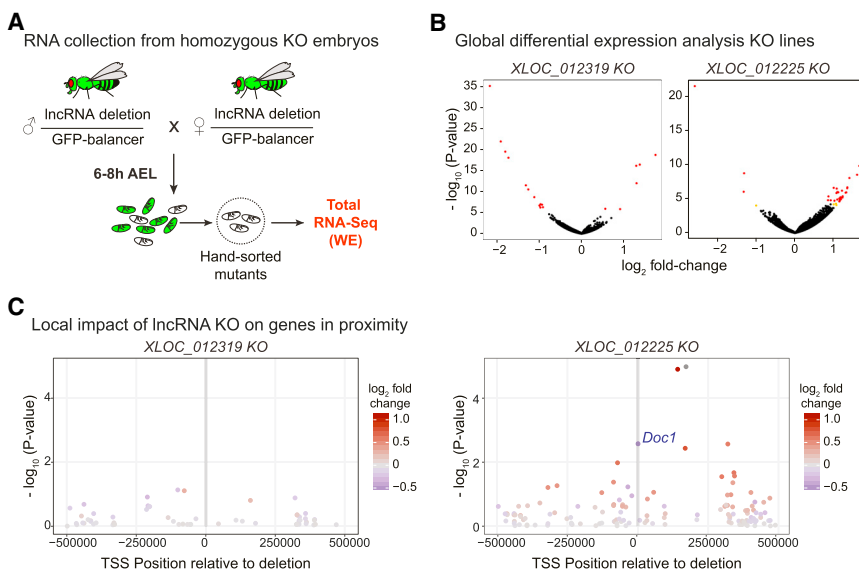 A
RNA collection from homozygous KO embryos
♂ lncRNA deletion
GFP-balancer
X
♀ lncRNA deletion
GFP-balancer
6-8h AEL
Hand-sorted
mutants
Total
RNA-Seq
(WE)
B
Global differential expression analysis KO lines
XLOC_012319 KO
XLOC_012225 KO
- log10 (P-value)
35
30
25
20
15
10
5
0
−2
−1
0
1
20
15
10
5
0
−2
−1
0
1
log2 fold-change
C
Local impact of lncRNA KO on genes in proximity
XLOC_012319 KO
- log10 (P-value)
4
2
0
−500000
−250000
0
250000
500000
TSS Position relative to deletion
log2 fold
change
1.0
0.5
0
−0.5
XLOC_012225 KO
- log10 (P-value)
4
2
0
Doc1
−500000
−250000
0
250000
500000
TSS Position relative to deletion
log2 fold
change
1.0
0.5
0
−0.5